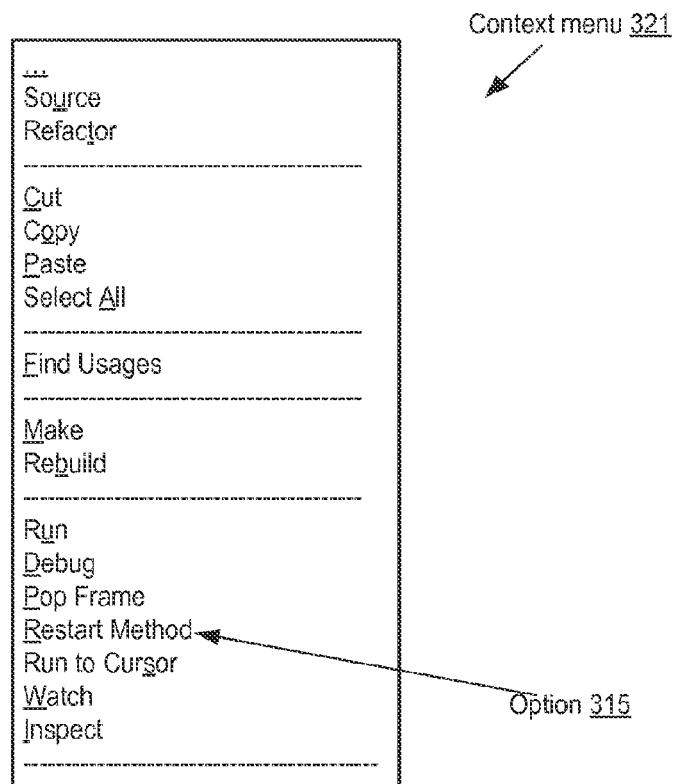 Context menu 321
...
Source
Refactor
Cut
Copy
Paste
Select All
Find Usages
Make
Rebuild
Run
Debug
Pop Frame
Restart Method
Run to Cursor
Watch
Inspect
Option 315